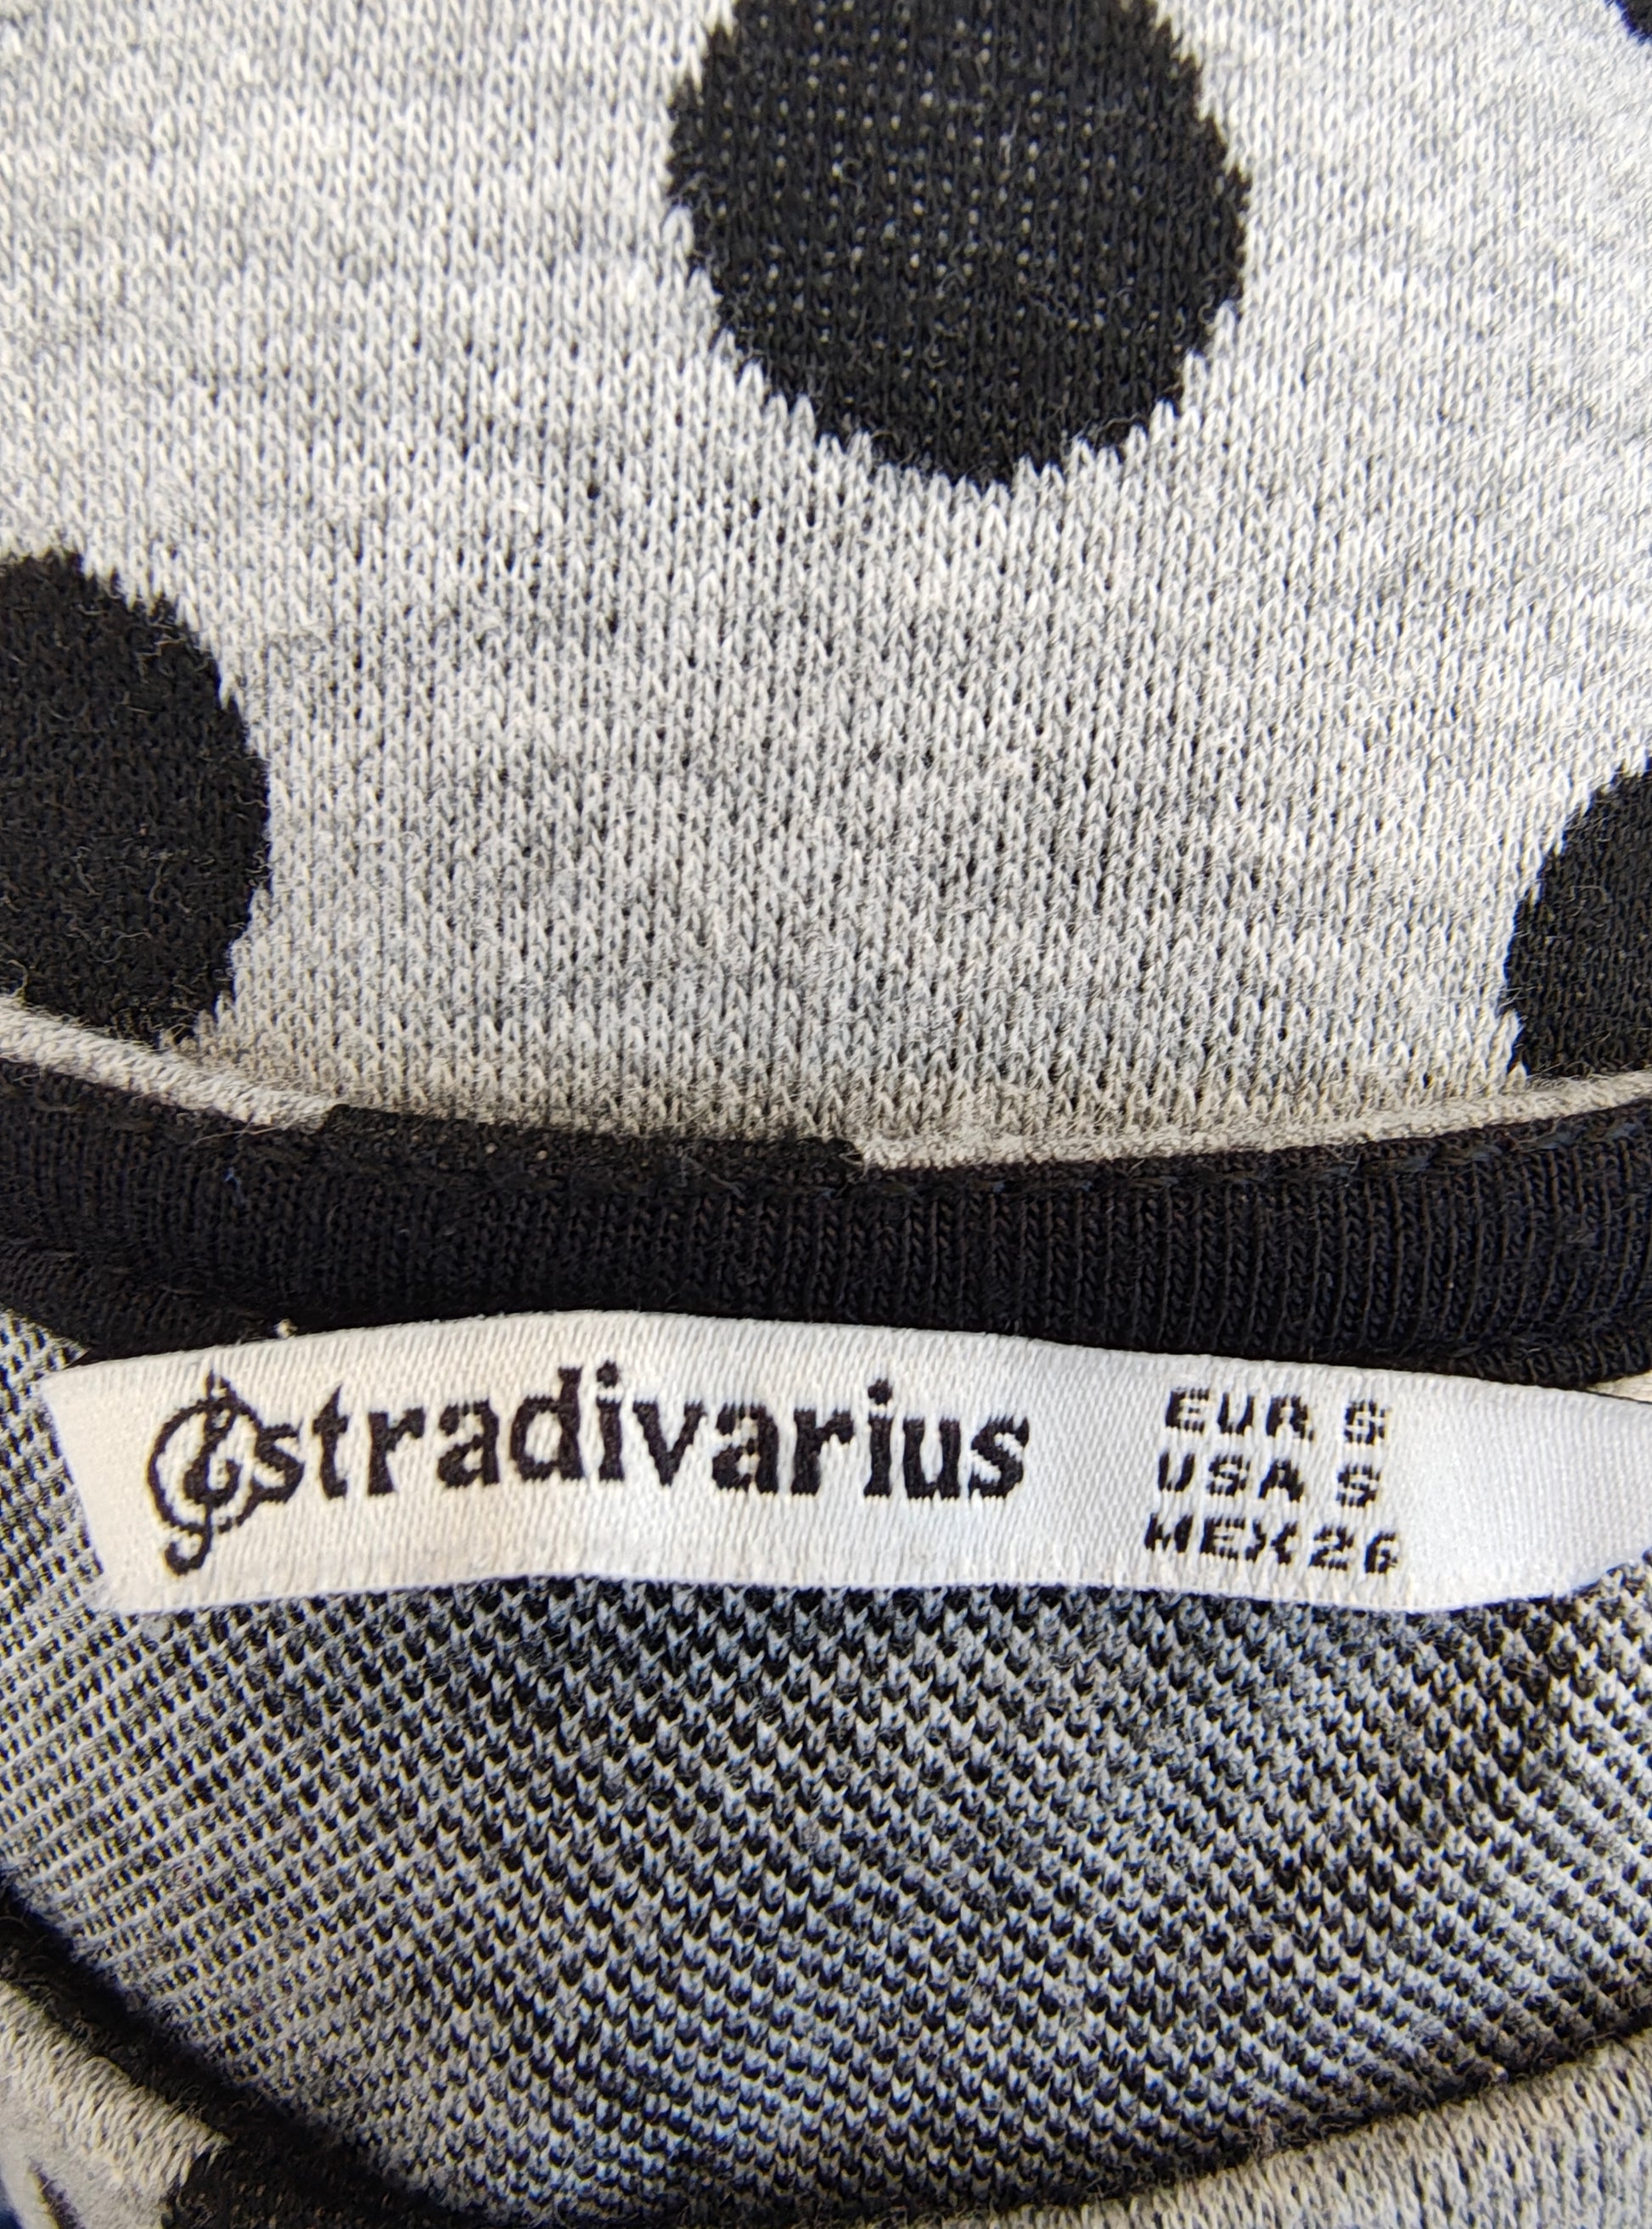 stradivarius
EUR S
USA S
MEX 26